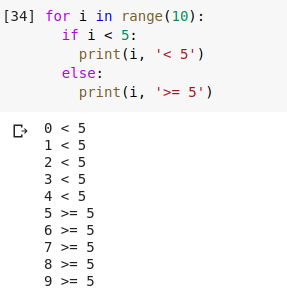 [34] for i in range(10):
  if i < 5:
    print(i, '< 5')
  else:
    print(i, '>= 5')
0 < 5
1 < 5
2 < 5
3 < 5
4 < 5
5 >= 5
6 >= 5
7 >= 5
8 >= 5
9 >= 5